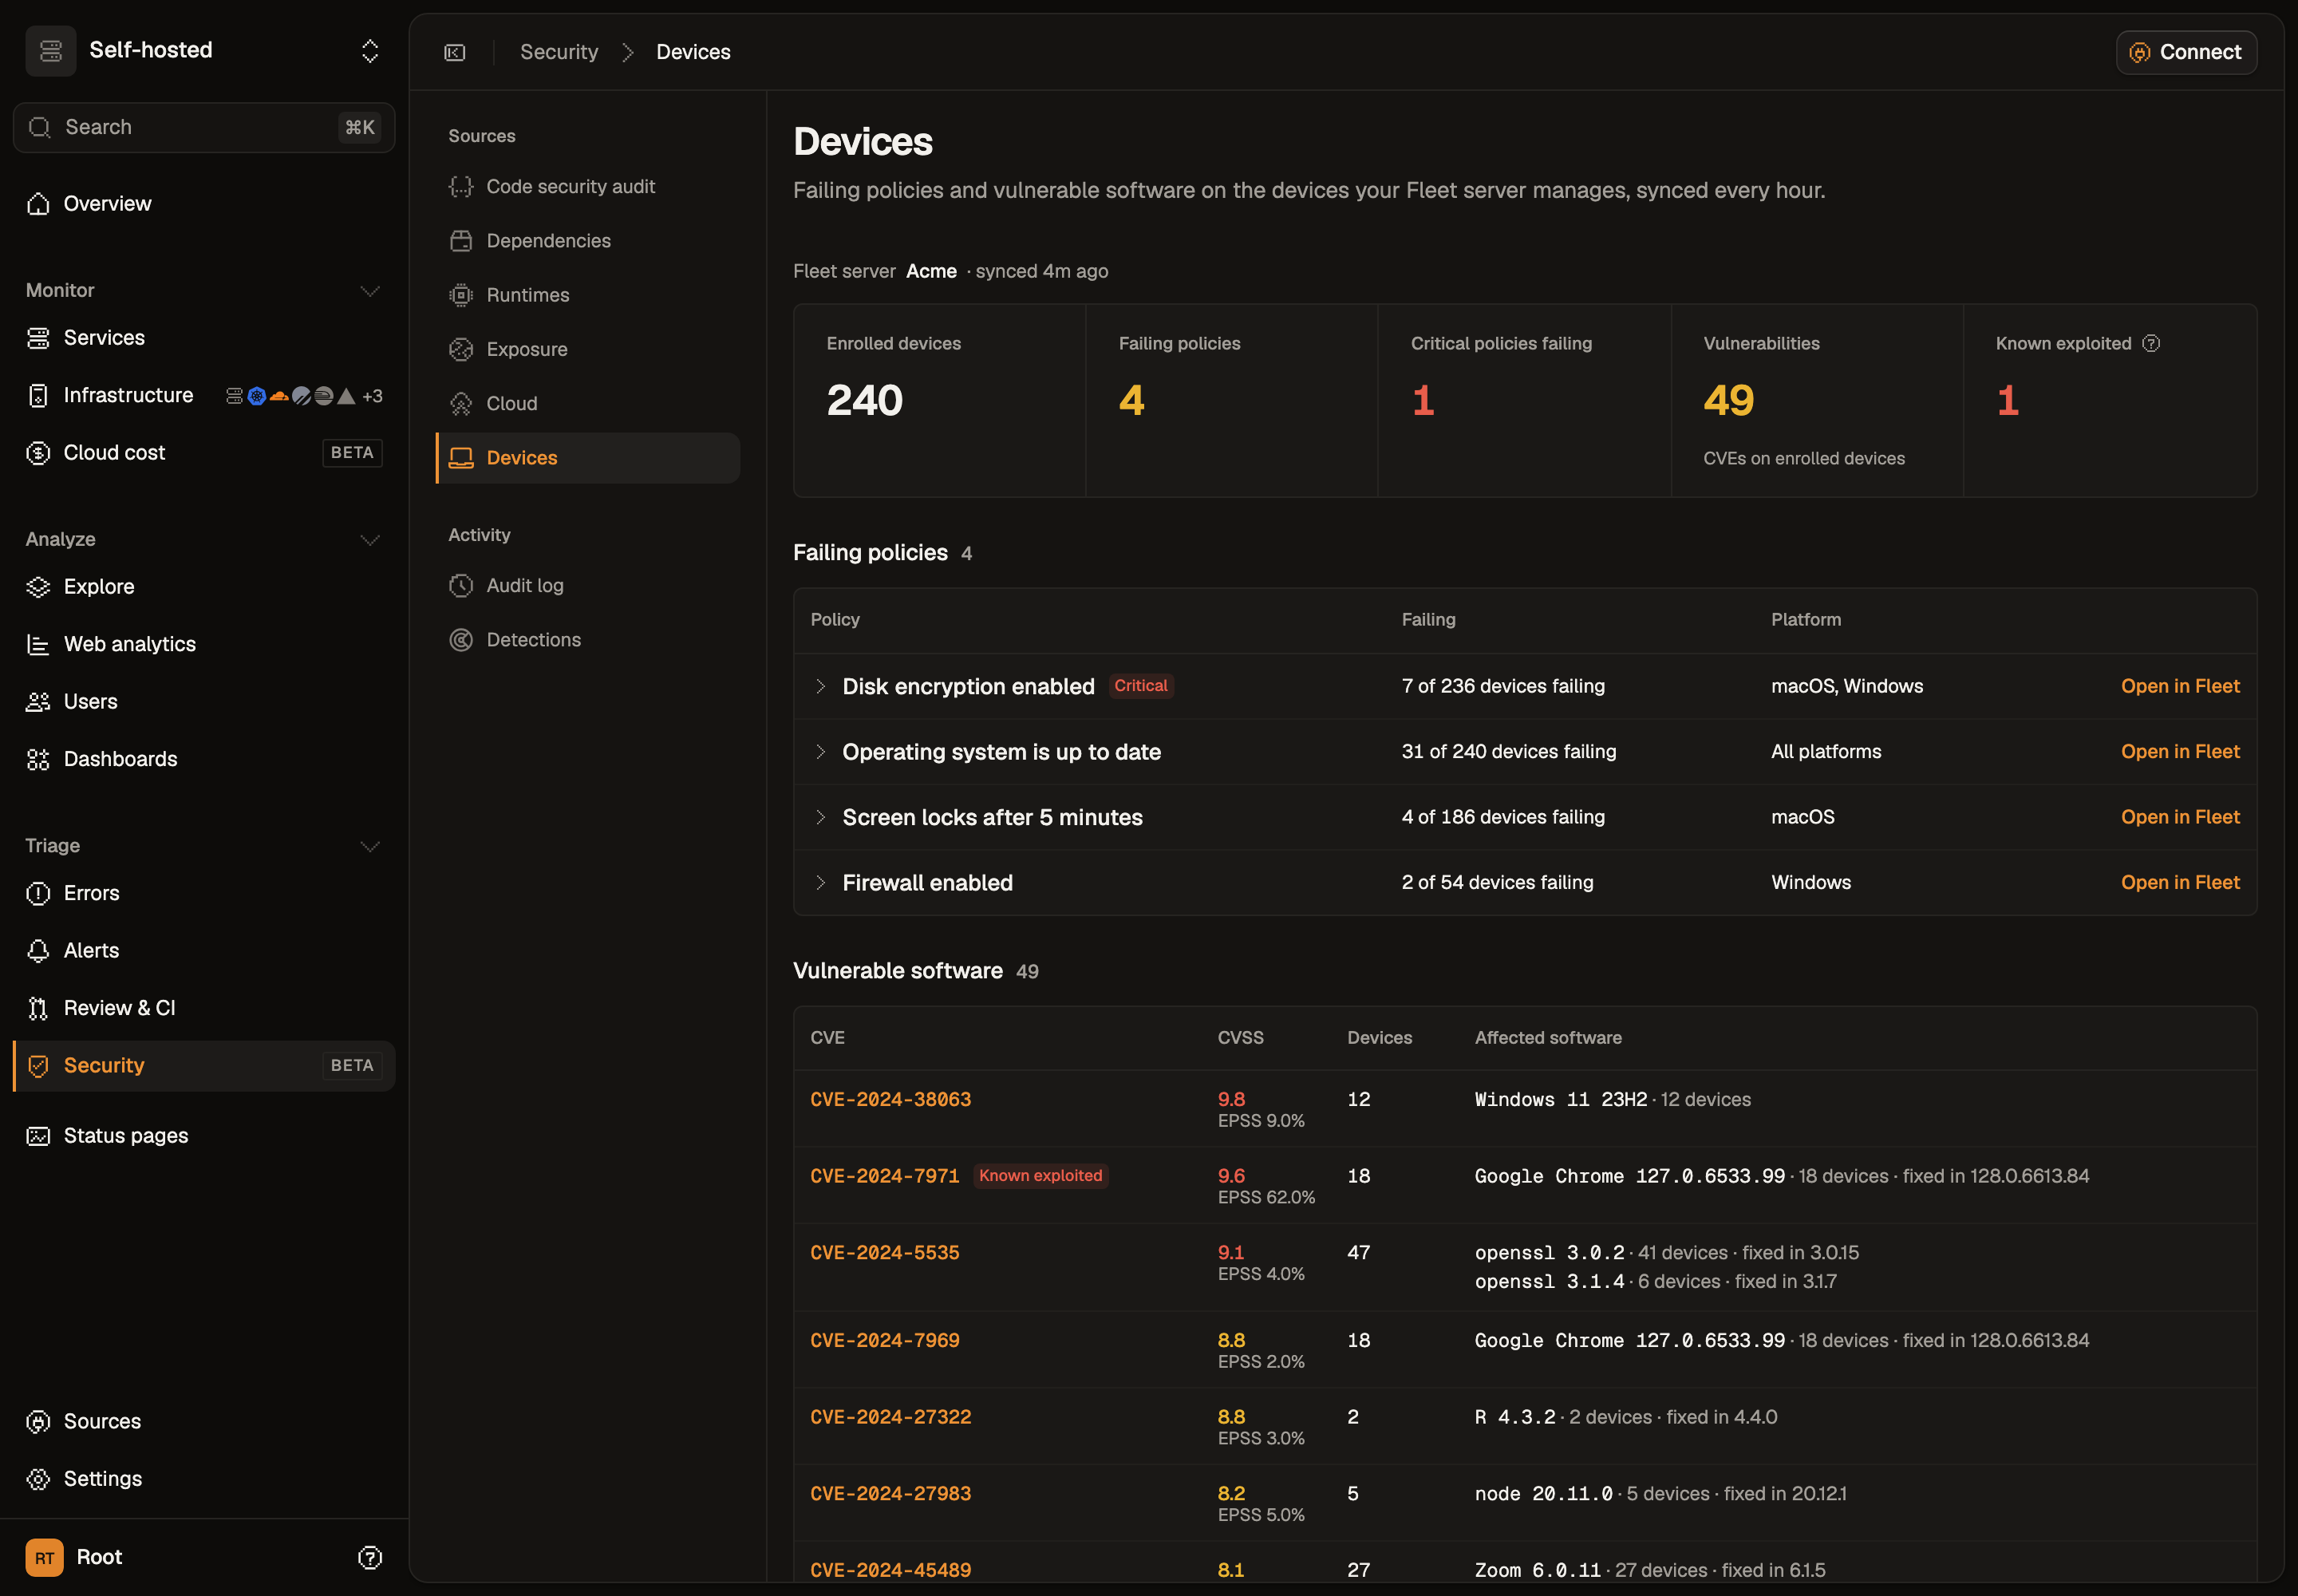 Self-hosted
Search
⌘K
Overview
Monitor
Services
Infrastructure
+3
Cloud cost
BETA
Analyze
Explore
Web analytics
Users
Dashboards
Triage
Errors
Alerts
Review & CI
Security
BETA
Status pages
Sources
Settings
RT
Root
Security
Devices
Connect
Sources
Code security audit
Dependencies
Runtimes
Exposure
Cloud
Devices
Activity
Audit log
Detections
Devices
Failing policies and vulnerable software on the devices your Fleet server manages, synced every hour.
Fleet server Acme · synced 4m ago
Enrolled devices
240
Failing policies
4
Critical policies failing
1
Vulnerabilities
49
CVEs on enrolled devices
Known exploited
1
Failing policies 4
Policy Failing Platform
Disk encryption enabled Critical 7 of 236 devices failing macOS, Windows Open in Fleet
Operating system is up to date 31 of 240 devices failing All platforms Open in Fleet
Screen locks after 5 minutes 4 of 186 devices failing macOS Open in Fleet
Firewall enabled 2 of 54 devices failing Windows Open in Fleet
Vulnerable software 49
CVE CVSS Devices Affected software
CVE-2024-38063 9.8 12 Windows 11 23H2 · 12 devices
EPSS 9.0%
CVE-2024-7971 Known exploited 9.6 18 Google Chrome 127.0.6533.99 · 18 devices · fixed in 128.0.6613.84
EPSS 62.0%
CVE-2024-5535 9.1 47 openssl 3.0.2 · 41 devices · fixed in 3.0.15
EPSS 4.0%
openssl 3.1.4 · 6 devices · fixed in 3.1.7
CVE-2024-7969 8.8 18 Google Chrome 127.0.6533.99 · 18 devices · fixed in 128.0.6613.84
EPSS 2.0%
CVE-2024-27322 8.8 2 R 4.3.2 · 2 devices · fixed in 4.4.0
EPSS 3.0%
CVE-2024-27983 8.2 5 node 20.11.0 · 5 devices · fixed in 20.12.1
EPSS 5.0%
CVE-2024-45489 8.1 27 Zoom 6.0.11 · 27 devices · fixed in 6.1.5